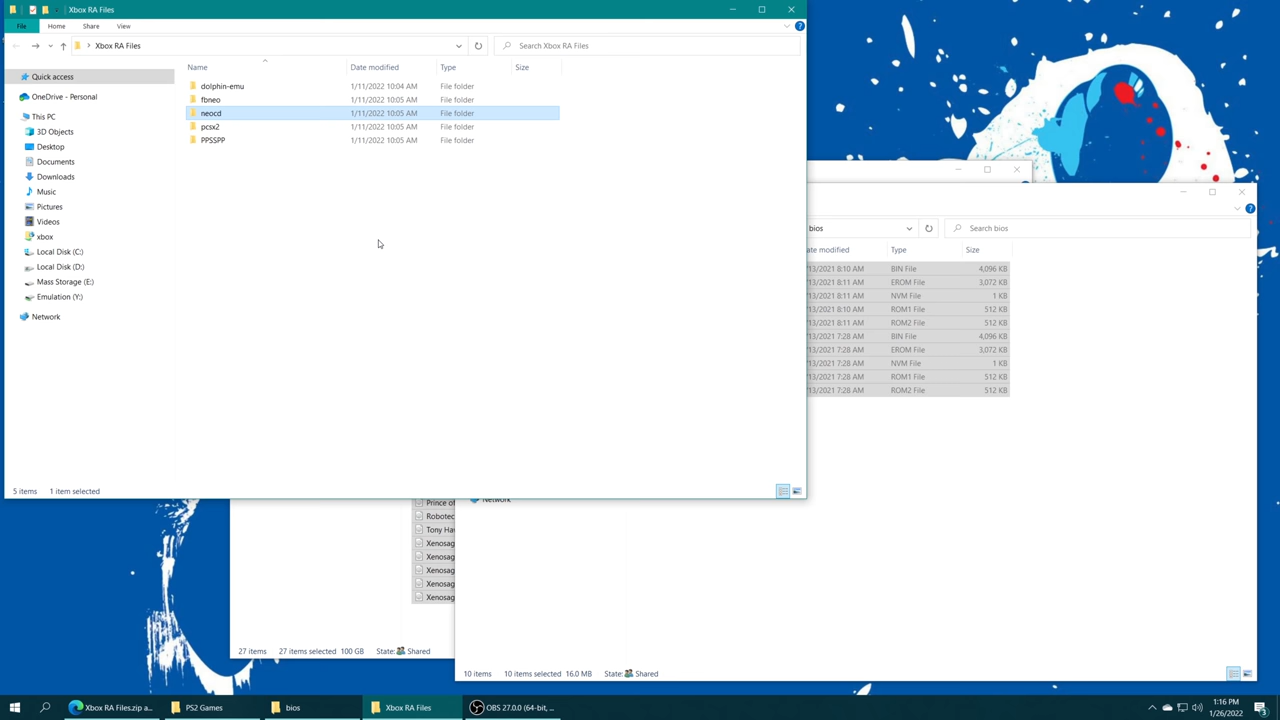 Xbox RA Files
File Home Share View
Xbox RA Files Search Xbox RA Files
Name Date modified Type Size
Quick access
OneDrive - Personal
This PC
3D Objects
Desktop
Documents
Downloads
Music
Pictures
Videos
xbox
Local Disk (C:)
Local Disk (D:)
Mass Storage (E:)
Emulation (Y:)
Network
dolphin-emu 1/11/2022 10:04 AM File folder
fbneo 1/11/2022 10:05 AM File folder
neocd 1/11/2022 10:05 AM File folder
pcsx2 1/11/2022 10:05 AM File folder
PPSSPP 1/11/2022 10:05 AM File folder
5 items 1 item selected
bios Search bios
ate modified Type Size
/13/2021 8:10 AM BIN File 4,096 KB
/13/2021 8:11 AM EROM File 3,072 KB
/13/2021 8:11 AM NVM File 1 KB
/13/2021 8:10 AM ROM1 File 512 KB
/13/2021 8:11 AM ROM2 File 512 KB
/13/2021 7:28 AM BIN File 4,096 KB
/13/2021 7:28 AM EROM File 3,072 KB
/13/2021 7:28 AM NVM File 1 KB
/13/2021 7:28 AM ROM1 File 512 KB
/13/2021 7:28 AM ROM2 File 512 KB
Network
10 items 10 items selected 16.0 MB State: Shared
Prince of
Robotec
Tony Ha
Xenosag
Xenosag
Xenosag
Xenosag
Xenosag
27 items 27 items selected 100 GB State: Shared
Xbox RA Files.zip a... PS2 Games bios Xbox RA Files OBS 27.0.0 (64-bit, ...
1:16 PM
1/26/2022
3